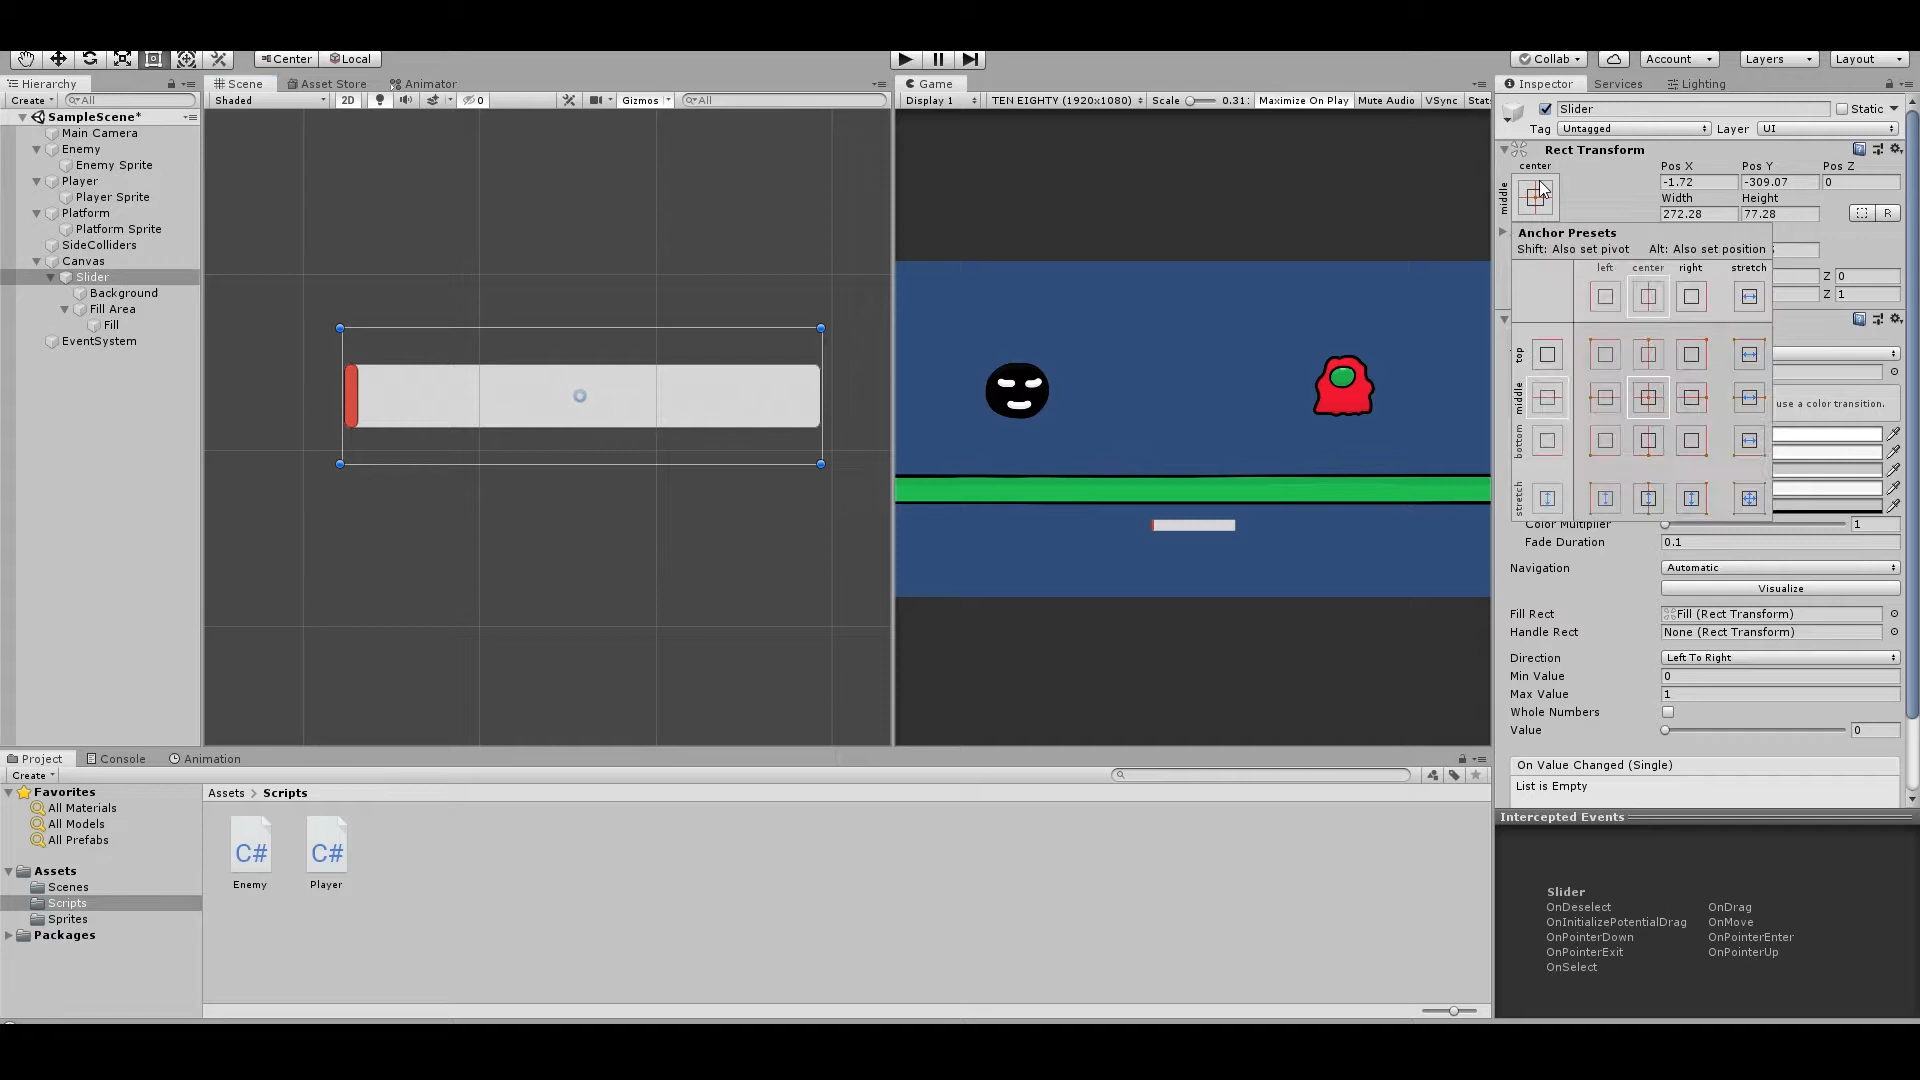 Center Local Collab Account Layers Layout
Hierarchy Scene Asset Store Animator Game Inspector Services Lighting
Create All Shaded 2D 0 Gizmos All Display 1 TEN EIGHTY (1920x1080) Scale 0.31 Maximize On Play Mute Audio VSync Stats
SampleScene*
Main Camera
Enemy
Enemy Sprite
Player
Player Sprite
Platform
Platform Sprite
SideColliders
Canvas
Slider
Background
Fill Area
Fill
EventSystem
Slider Static
Tag Untagged Layer UI
Rect Transform
center Pos X Pos Y Pos Z
middle -1.72 -309.07 0
Width Height
272.28 77.28 R
Anchor Presets
Shift: Also set pivot Alt: Also set position
left center right stretch
Z 0
Z 1
top
middle
bottom
stretch
use a color transition.
Color Multiplier 1
Fade Duration 0.1
Navigation Automatic
Visualize
Fill Rect Fill (Rect Transform)
Handle Rect None (Rect Transform)
Direction Left To Right
Min Value 0
Max Value 1
Whole Numbers
Value 0
On Value Changed (Single)
List is Empty
Intercepted Events
Slider
OnDeselect OnDrag
OnInitializePotentialDrag OnMove
OnPointerDown OnPointerEnter
OnPointerExit OnPointerUp
OnSelect
Project Console Animation
Create
Favorites
All Materials
All Models
All Prefabs
Assets
Scenes
Scripts
Sprites
Packages
Assets > Scripts
C# C#
Enemy Player